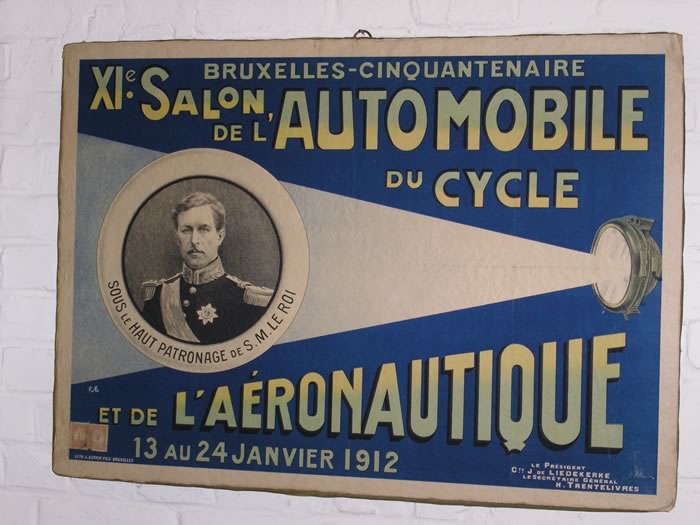 BRUXELLES-CINQUANTENAIRE
XIe. SALON,
DE L'AUTOMOBILE
DU CYCLE
SOUS LE HAUT PATRONAGE DE S.M. LE ROI
ET DE L'AÉRONAUTIQUE
13 AU 24 JANVIER 1912
LE PRÉSIDENT
Cte J. DE LIEDEKERKE
LE SECRÉTAIRE GÉNÉRAL
H. TRENTELIVRES
BRUXELLES